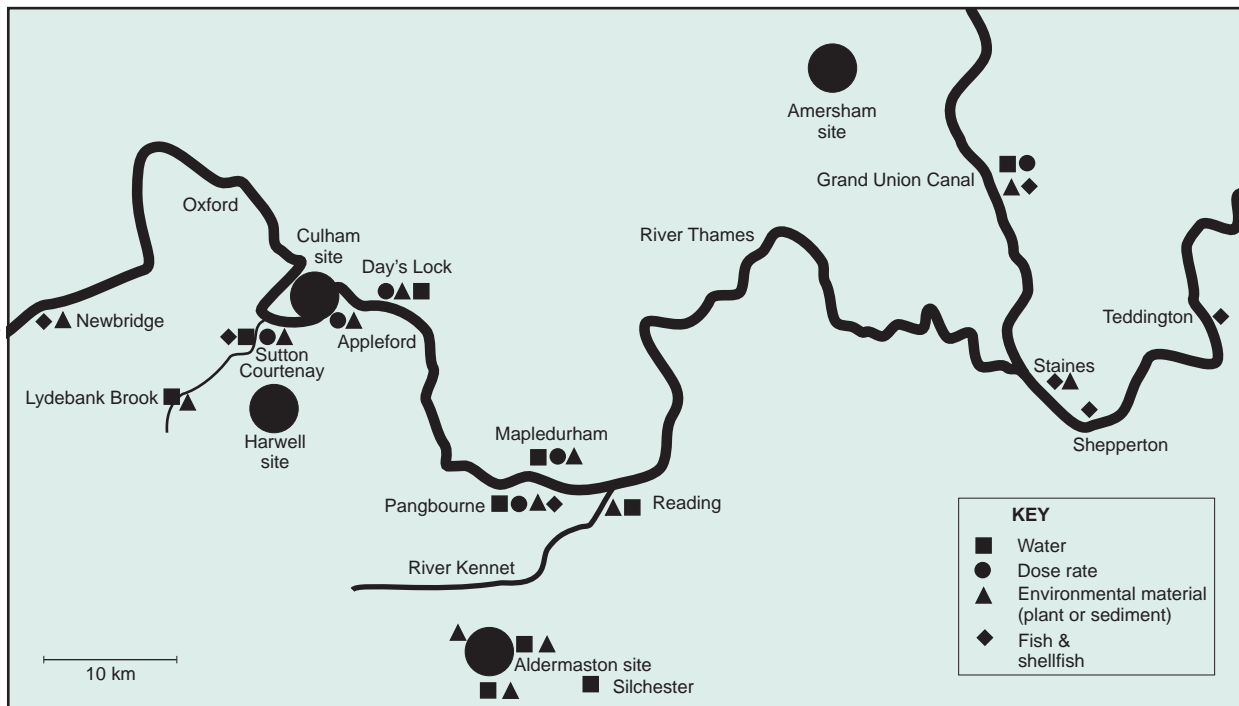 Amersham
site
Grand Union Canal
Oxford
Culham
site
River Thames
Day's Lock
Newbridge
Appleford
Teddington
Sutton
Courtenay
Staines
Lydebank Brook
Harwell
site
Mapledurham
Shepperton
Pangbourne
Reading
River Kennet
KEY
Water
Dose rate
Environmental material
(plant or sediment)
Fish &
shellfish
10 km
Aldermaston site
Silchester